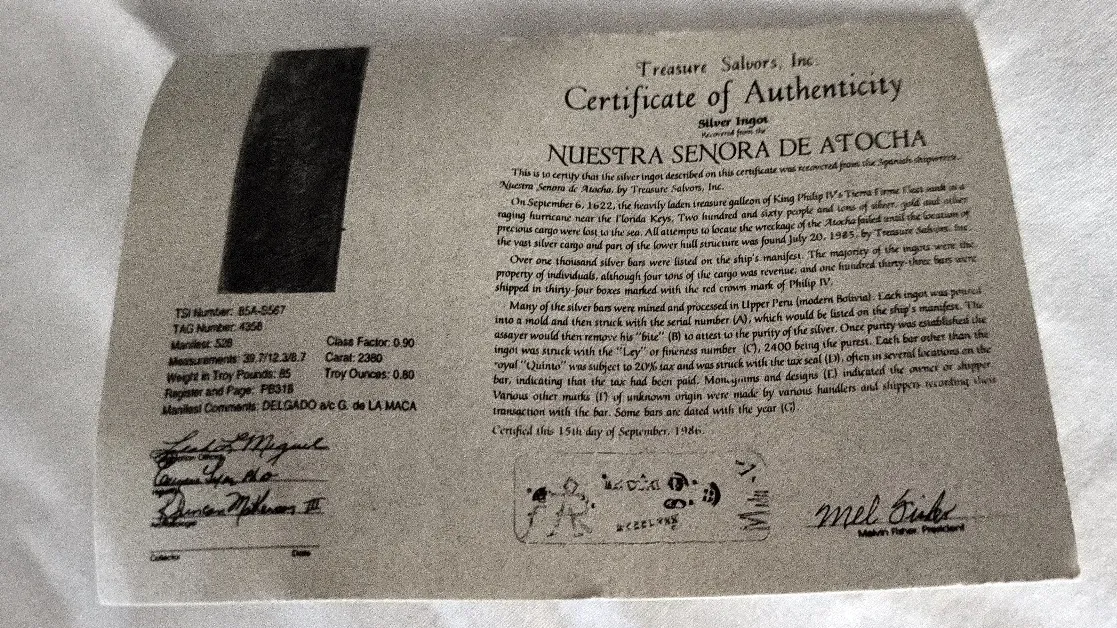 Treasure Salvors, Inc.
Certificate of Authenticity
Silver Ingot
Recovered from the
NUESTRA SENORA DE ATOCHA
This is to certify that the silver ingot described on this certificate was recovered from the Spanish shipwreck,
Nuestra Senora de Atocha, by Treasure Salvors, Inc.
On September 6, 1622, the heavily laden treasure galleon of King Philip IV's Tierra Firme Fleet sunk in a
raging hurricane near the Florida Keys. Two hundred and sixty people and tons of silver, gold and other
precious cargo were lost to the sea. All attempts to locate the wreckage of the Atocha failed until the location of
the vast silver cargo and part of the lower hull structure was found July 20, 1985, by Treasure Salvors, Inc.
Over one thousand silver bars were listed on the ship's manifest. The majority of the ingots were the
property of individuals, although four tons of the cargo was revenue, and one hundred thirty-three bars were
shipped in thirty-four boxes marked with the red crown mark of Philip IV.
Many of the silver bars were mined and processed in Upper Peru (modern Bolivia). Each ingot was poured
into a mold and then struck with the serial number (A), which would be listed on the ship's manifest. The
assayer would then remove his "bite" (B) to attest to the purity of the silver. Once purity was established the
ingot was struck with the "Ley" or fineness number (C), 2400 being the purest. Each bar other than the
royal "Quinto" was subject to 20% tax and was struck with the tax seal (D), often in several locations on the
bar, indicating that the tax had been paid. Monograms and designs (E) indicated the owner or shipper
Various other marks (F) of unknown origin were made by various handlers and shippers recording their
transaction with the bar. Some bars are dated with the year (G).
Certified this 15th day of September, 1986.
TSI Number: 85A-S567
TAG Number: 4358
Manifest: 528
Class Factor: 0.90
Measurements: 39.7/12.3/8.7
Carat: 2380
Weight in Troy Pounds: 85
Troy Ounces: 0.80
Register and Page: PB318
Manifest Comments: DELGADO a/c G. de LA MACA
Duncan III
Collector
Date
Mel Fisher
Melvin Fisher, President